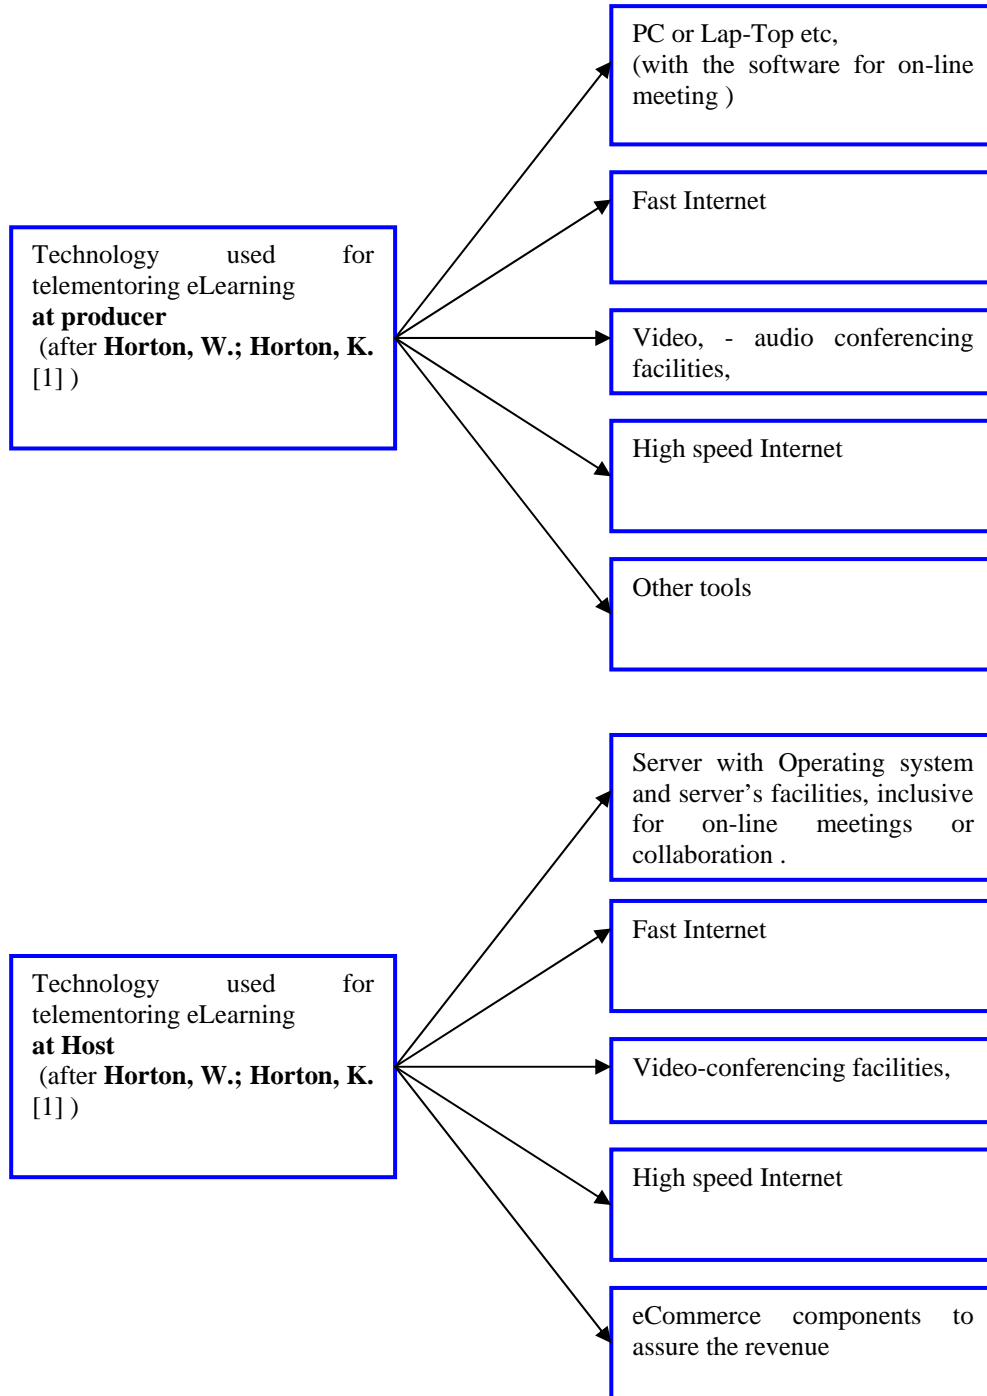 PC or Lap-Top etc,
(with the software for on-line
meeting )
Fast Internet
Technology used for
telementoring eLearning
at producer
(after Horton, W.; Horton, K.
[1] )
Video, - audio conferencing
facilities,
High speed Internet
Other tools
Server with Operating system
and server’s facilities, inclusive
for on-line meetings or
collaboration .
Fast Internet
Technology used for
telementoring eLearning
at Host
(after Horton, W.; Horton, K.
[1] )
Video-conferencing facilities,
High speed Internet
eCommerce components to
assure the revenue